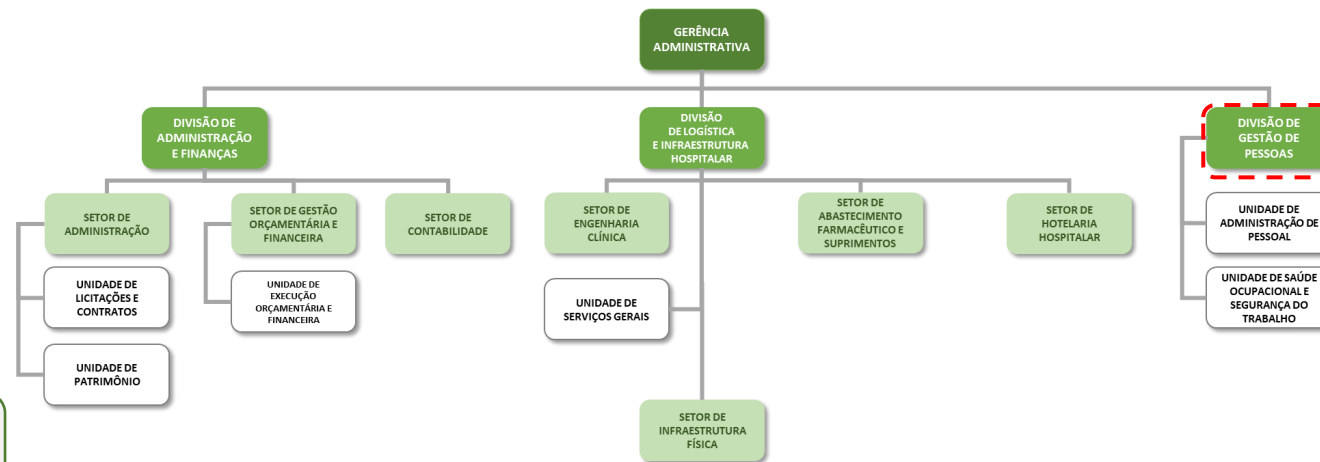 GERÊNCIA
ADMINISTRATIVA
DIVISÃO DE
ADMINISTRAÇÃO
E FINANÇAS
DIVISÃO
DE LOGÍSTICA
E INFRAESTRUTURA
HOSPITALAR
DIVISÃO DE
GESTÃO DE
PESSOAS
SETOR DE
ADMINISTRAÇÃO
SETOR DE GESTÃO
ORÇAMENTÁRIA E
FINANCEIRA
SETOR DE
CONTABILIDADE
SETOR DE
ENGENHARIA
CLÍNICA
SETOR DE
ABASTECIMENTO
FARMACÊUTICO E
SUPRIMENTOS
SETOR DE
HOTELARIA
HOSPITALAR
UNIDADE DE
ADMINISTRAÇÃO DE
PESSOAL
UNIDADE DE
LICITAÇÕES E
CONTRATOS
UNIDADE DE
EXECUÇÃO
ORÇAMENTÁRIA E
FINANCEIRA
UNIDADE DE
SERVIÇOS GERAIS
UNIDADE DE SAÚDE
OCUPACIONAL E
SEGURANÇA DO
TRABALHO
UNIDADE DE
PATRIMÔNIO
SETOR DE
INFRAESTRUTURA
FÍSICA